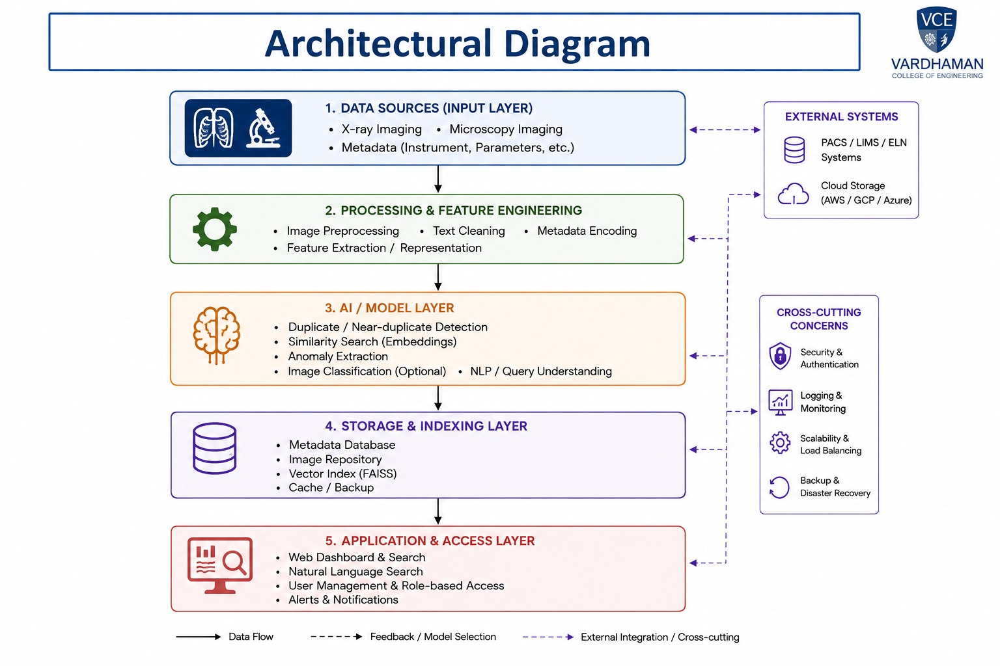 Architectural Diagram
VCE
VARDHAMAN
COLLEGE OF ENGINEERING
1. DATA SOURCES (INPUT LAYER)
• X-ray Imaging • Microscopy Imaging
• Metadata (Instrument, Parameters, etc.)
2. PROCESSING & FEATURE ENGINEERING
• Image Preprocessing • Text Cleaning • Metadata Encoding
• Feature Extraction / Representation
3. AI / MODEL LAYER
• Duplicate / Near-duplicate Detection
• Similarity Search (Embeddings)
• Anomaly Extraction
• Image Classification (Optional) • NLP / Query Understanding
4. STORAGE & INDEXING LAYER
• Metadata Database
• Image Repository
• Vector Index (FAISS)
• Cache / Backup
5. APPLICATION & ACCESS LAYER
• Web Dashboard & Search
• Natural Language Search
• User Management & Role-based Access
• Alerts & Notifications
EXTERNAL SYSTEMS
PACS / LIMS / ELN
Systems
Cloud Storage
(AWS / GCP / Azure)
CROSS-CUTTING
CONCERNS
Security &
Authentication
Logging &
Monitoring
Scalability &
Load Balancing
Backup &
Disaster Recovery
Data Flow
Feedback / Model Selection
External Integration / Cross-cutting